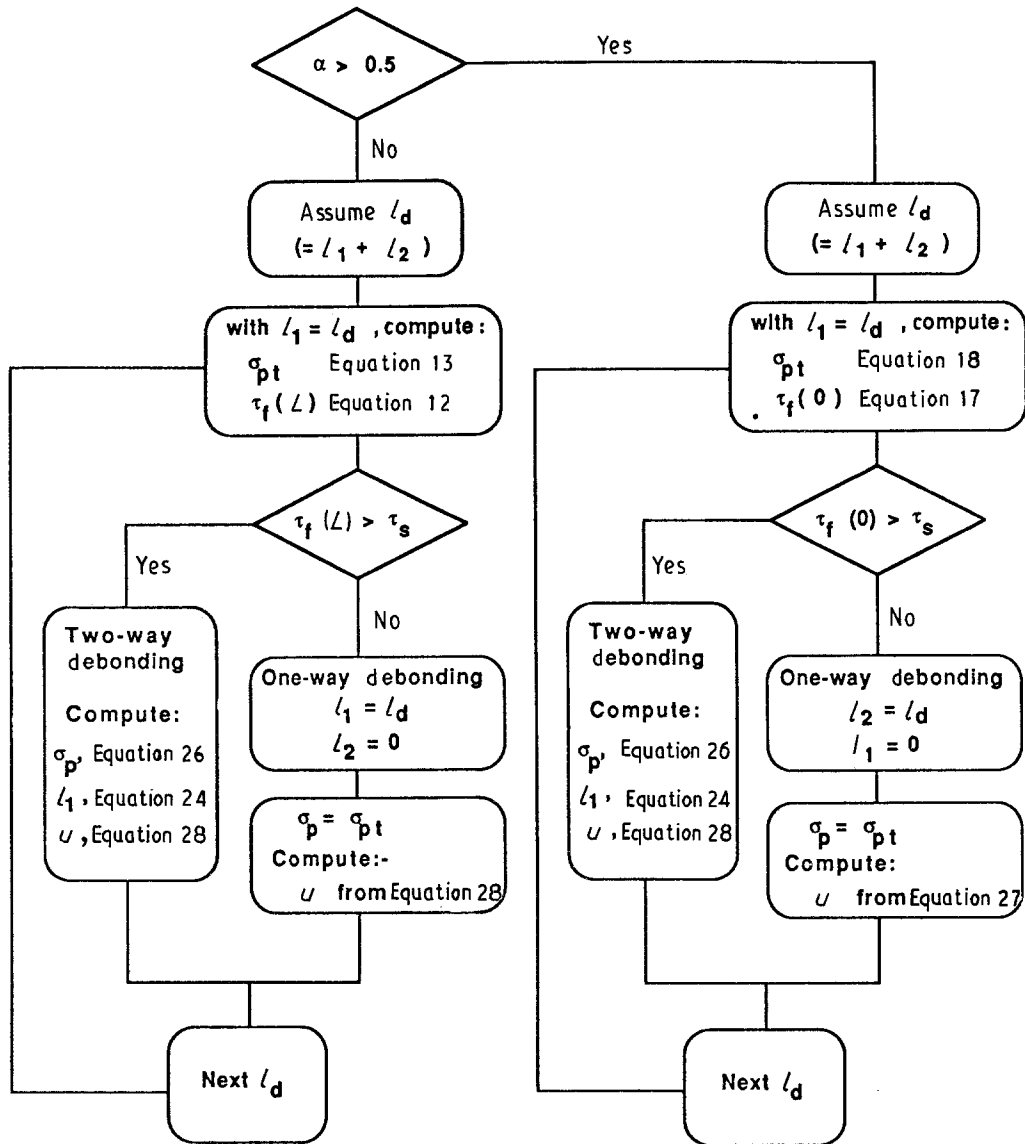 α > 0.5
Yes
No
Assume l_d
(= l_1 + l_2 )
with l_1 = l_d , compute:
σ_pt Equation 13
τ_f (L) Equation 12
τ_f (L) > τ_s
Yes
No
Two-way
debonding
Compute:
σ_p, Equation 26
l_1, Equation 24
u , Equation 28
One-way debonding
l_1 = l_d
l_2 = 0
σ_p = σ_pt
Compute:-
u from Equation 28
Next l_d
Assume l_d
(= l_1 + l_2 )
with l_1 = l_d , compute:
σ_pt Equation 18
τ_f (0) Equation 17
τ_f (0) > τ_s
Yes
No
Two-way
debonding
Compute:
σ_p, Equation 26
l_1, Equation 24
u , Equation 28
One-way debonding
l_2 = l_d
l_1 = 0
σ_p = σ_pt
Compute:
u from Equation 27
Next l_d